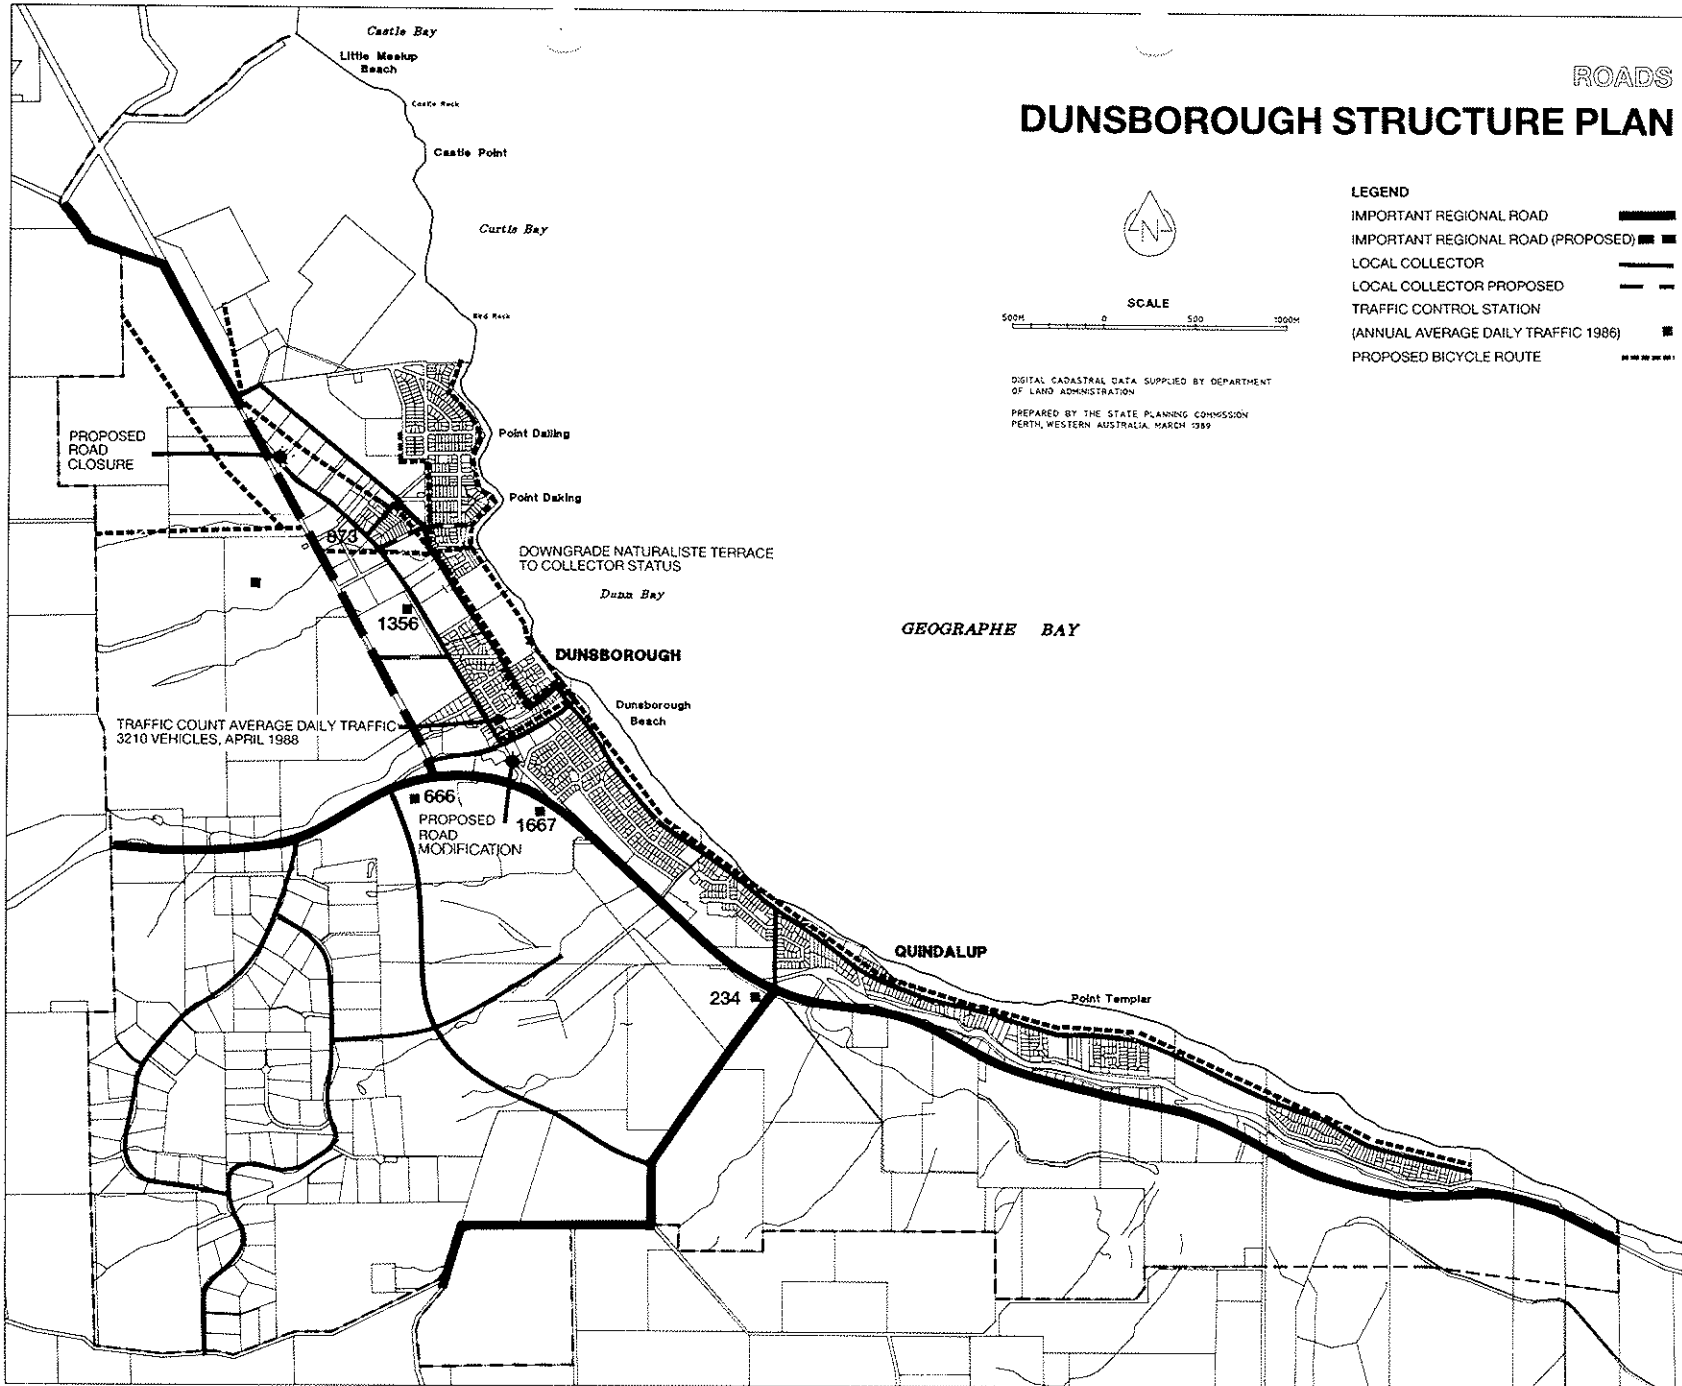 ROADS
DUNSBOROUGH STRUCTURE PLAN
Castle Bay
Little Meelup
Beach
Castle Rock
Castle Point
Curtis Bay
Bird Rock
N
SCALE
500M 0 500 1000M
DIGITAL CADASTRAL DATA SUPPLIED BY DEPARTMENT
OF LAND ADMINISTRATION
PREPARED BY THE STATE PLANNING COMMISSION
PERTH, WESTERN AUSTRALIA. MARCH 1989
LEGEND
IMPORTANT REGIONAL ROAD
IMPORTANT REGIONAL ROAD (PROPOSED)
LOCAL COLLECTOR
LOCAL COLLECTOR PROPOSED
TRAFFIC CONTROL STATION
(ANNUAL AVERAGE DAILY TRAFFIC 1986)
PROPOSED BICYCLE ROUTE
PROPOSED
ROAD
CLOSURE
Point Dalling
Point Daking
873
DOWNGRADE NATURALISTE TERRACE
TO COLLECTOR STATUS
Dunn Bay
1356
GEOGRAPHE BAY
DUNSBOROUGH
Dunsborough
Beach
TRAFFIC COUNT AVERAGE DAILY TRAFFIC
3210 VEHICLES, APRIL 1988
666
PROPOSED
ROAD
MODIFICATION
1667
QUINDALUP
234
Point Templar